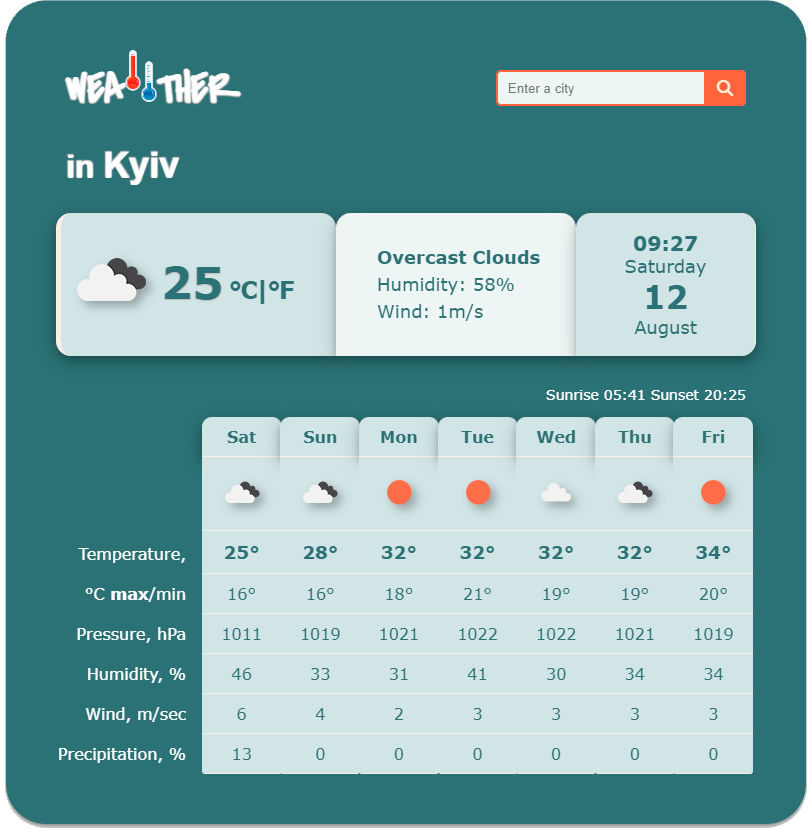 WEATHER
Enter a city
in Kyiv
25 °C|°F
Overcast Clouds
Humidity: 58%
Wind: 1m/s
09:27
Saturday
12
August
Sunrise 05:41 Sunset 20:25
Sat Sun Mon Tue Wed Thu Fri
Temperature, 25° 28° 32° 32° 32° 32° 34°
°C max/min 16° 16° 18° 21° 19° 19° 20°
Pressure, hPa 1011 1019 1021 1022 1022 1021 1019
Humidity, % 46 33 31 41 30 34 34
Wind, m/sec 6 4 2 3 3 3 3
Precipitation, % 13 0 0 0 0 0 0